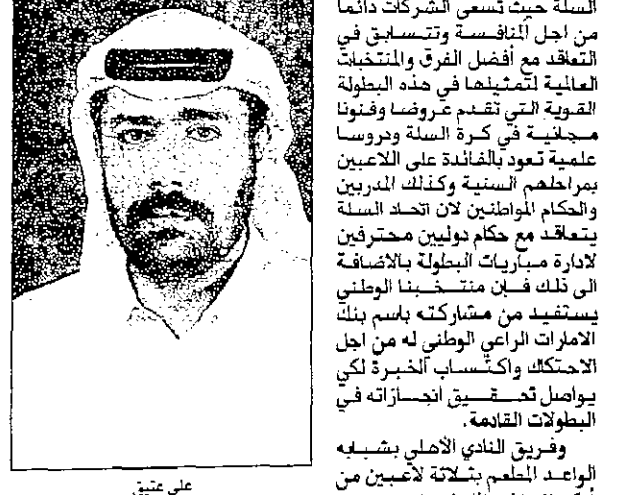 السلة حيث تسعى الشركات دائما
من اجل المنافسة وتتسابق في
التعاقد مع أفضل الفرق والمنتخبات
العالمية لتمثيلها في هذه البطولة
القوية التي تقدم عروضا وفنونا
مجانية في كرة السلة ودروسا
علمية تعود بالفائدة على اللاعبين
بمراحلهم السنية وكذلك المدربين
والحكام المواطنين لان اتحاد السلة
يتعاقد مع حكام دوليين محترفين
لادارة مباريات البطولة بالاضافة
الى ذلك فإن منتخبنا الوطني
يستفيد من مشاركته باسم بنك
الامارات الراعي الوطني له من اجل
الاحتكاك واكتساب الخبرة لكي
يواصل تحقيق انجازاته في
البطولات القادمة.
وفريق النادي الأهلي بشبابه
الواعد المطعم بثلاثة لاعبين من
علي عتيق